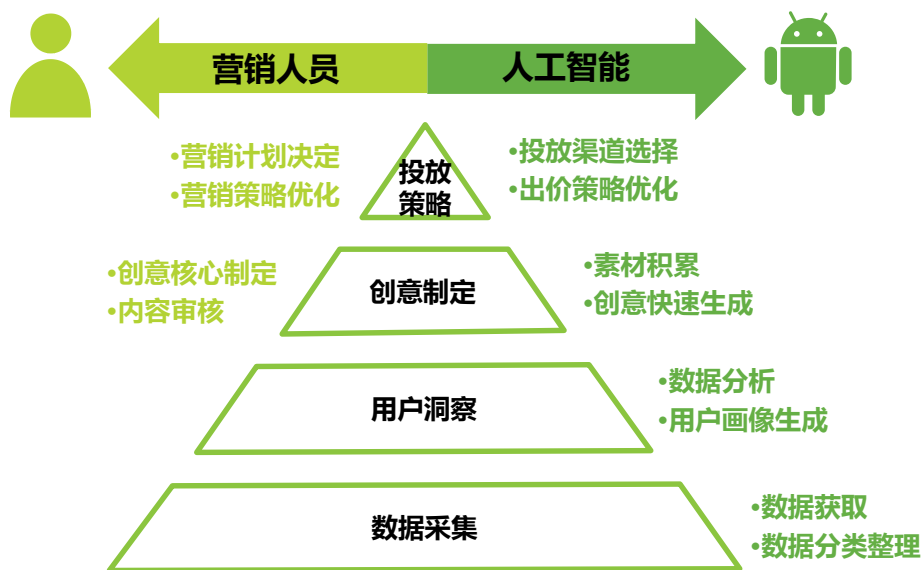 营销人员
人工智能
•营销计划决定
•营销策略优化
投放
策略
•投放渠道选择
•出价策略优化
•创意核心制定
•内容审核
创意制定
•素材积累
•创意快速生成
用户洞察
•数据分析
•用户画像生成
数据采集
•数据获取
•数据分类整理